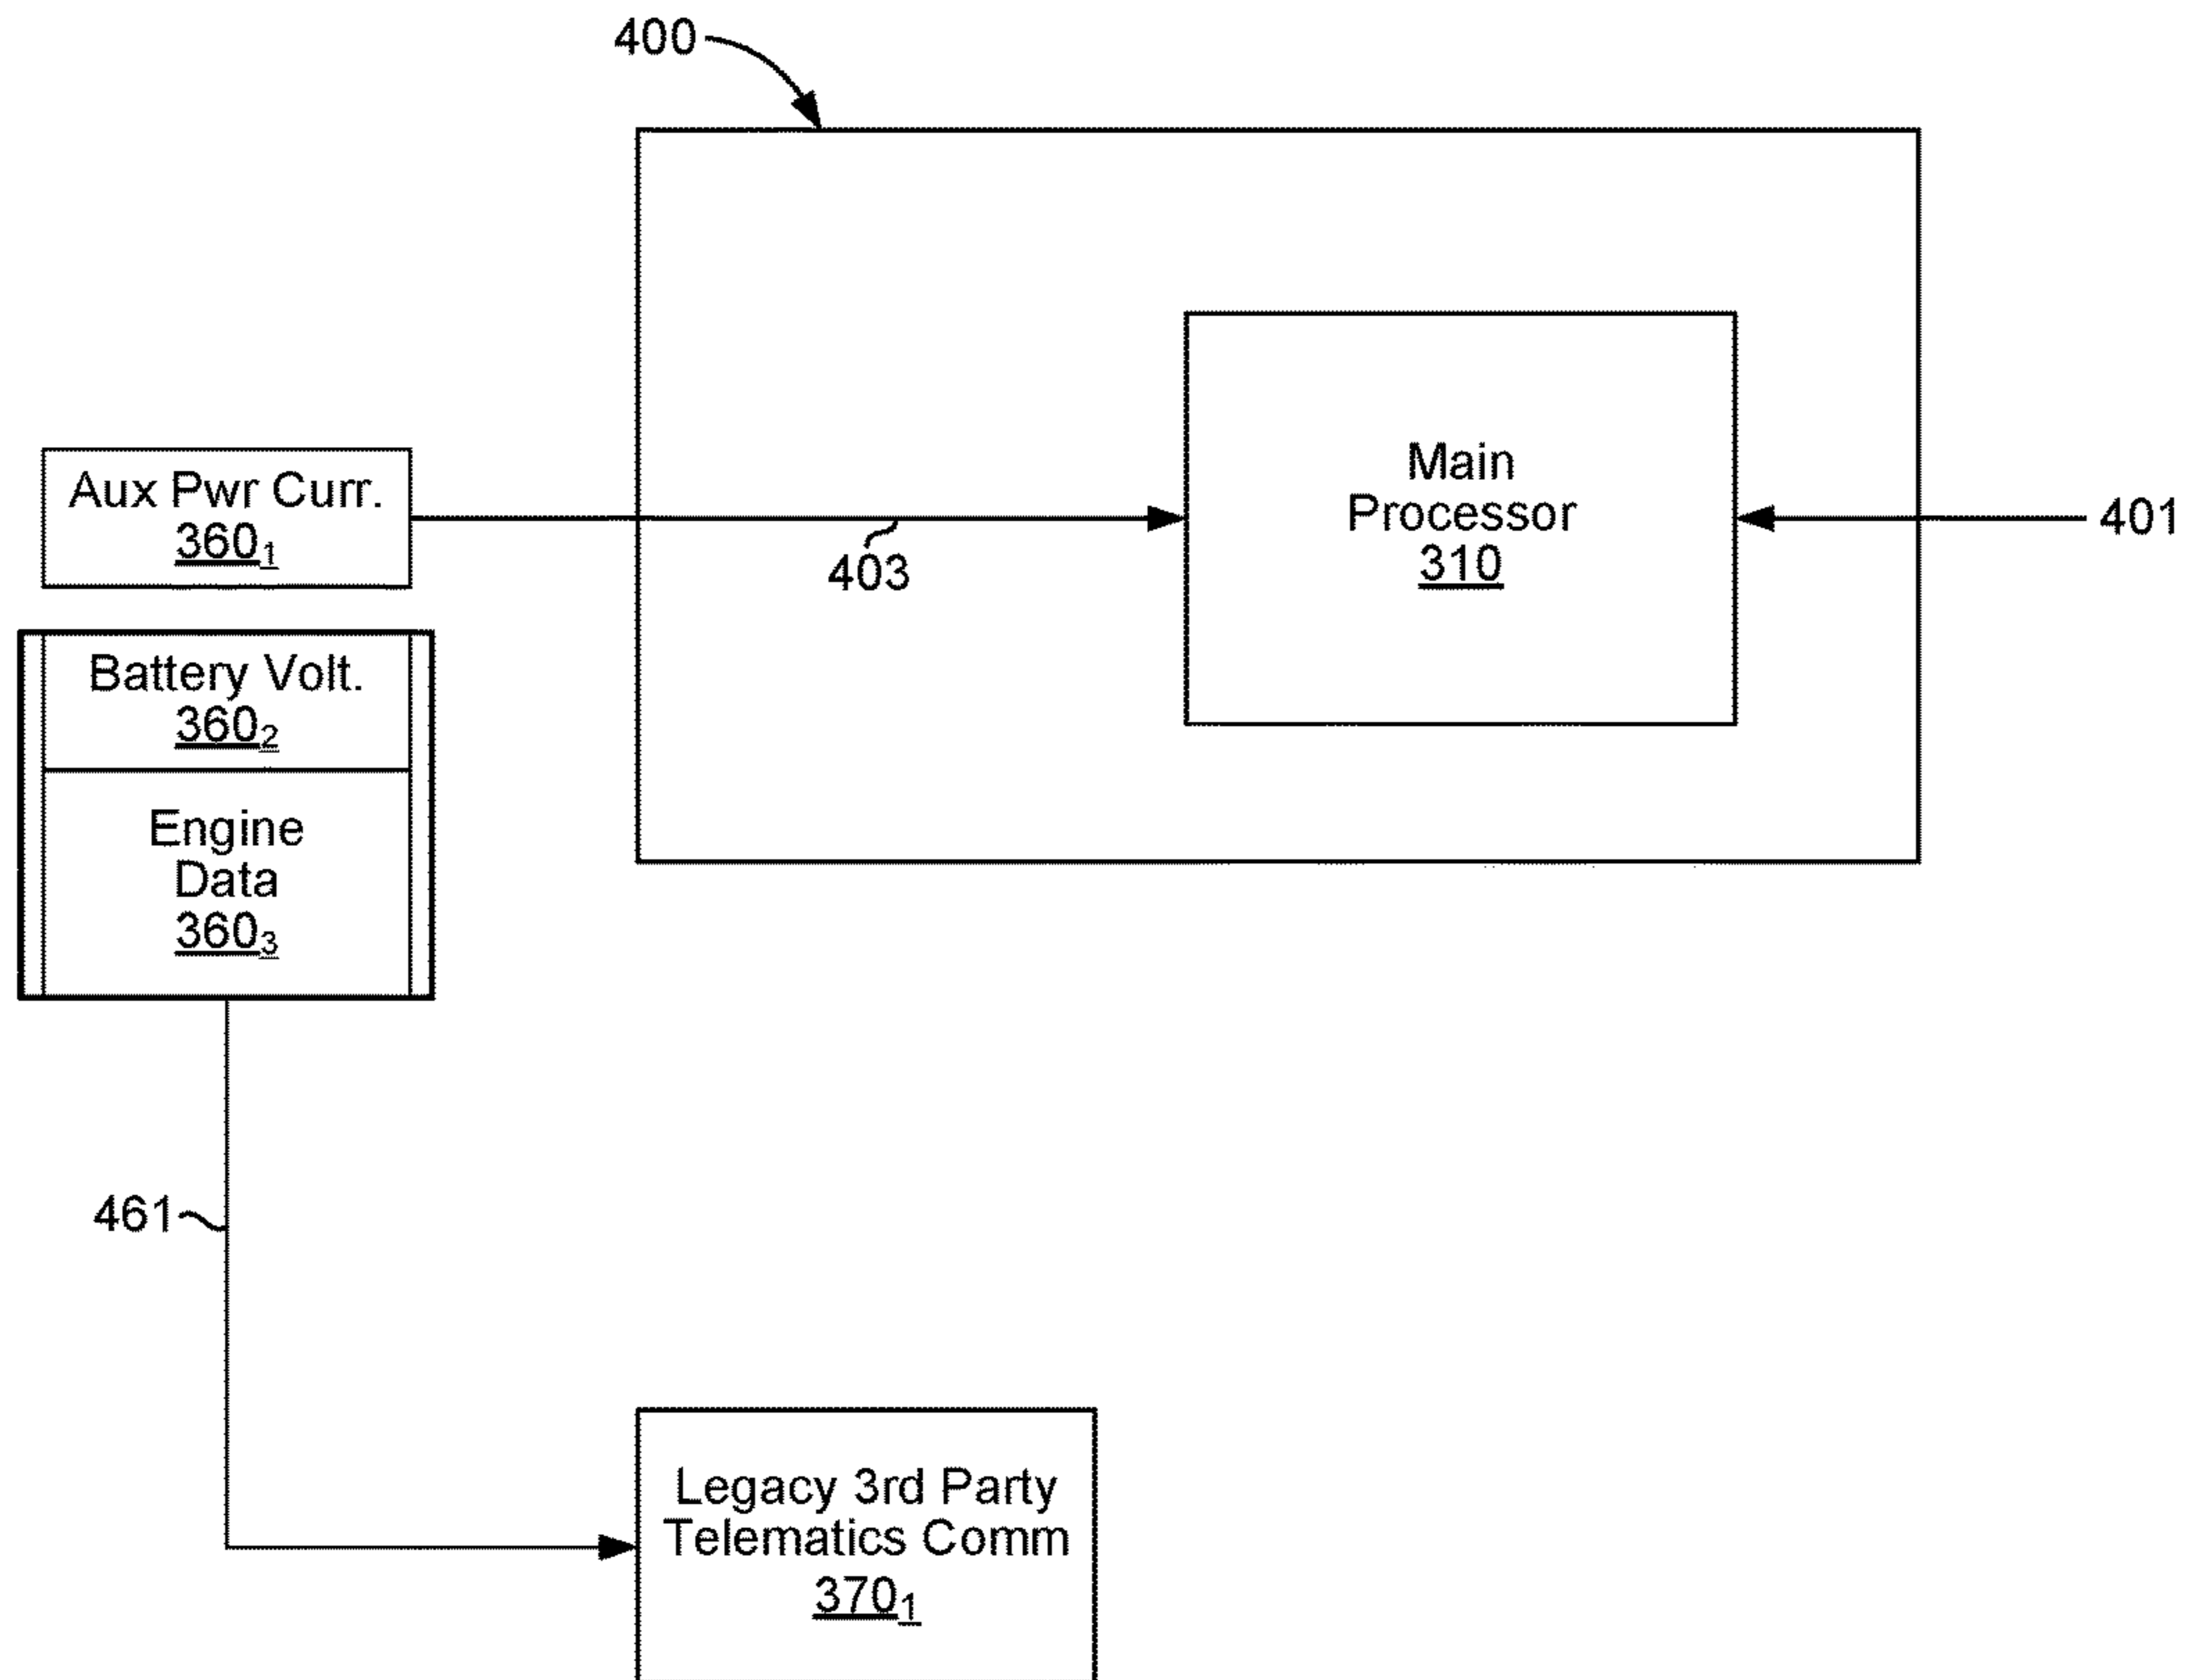 400
Aux Pwr Curr.
360₁
403
Main
Processor
310
401
Battery Volt.
360₂
Engine
Data
360₃
461
Legacy 3rd Party
Telematics Comm
370₁